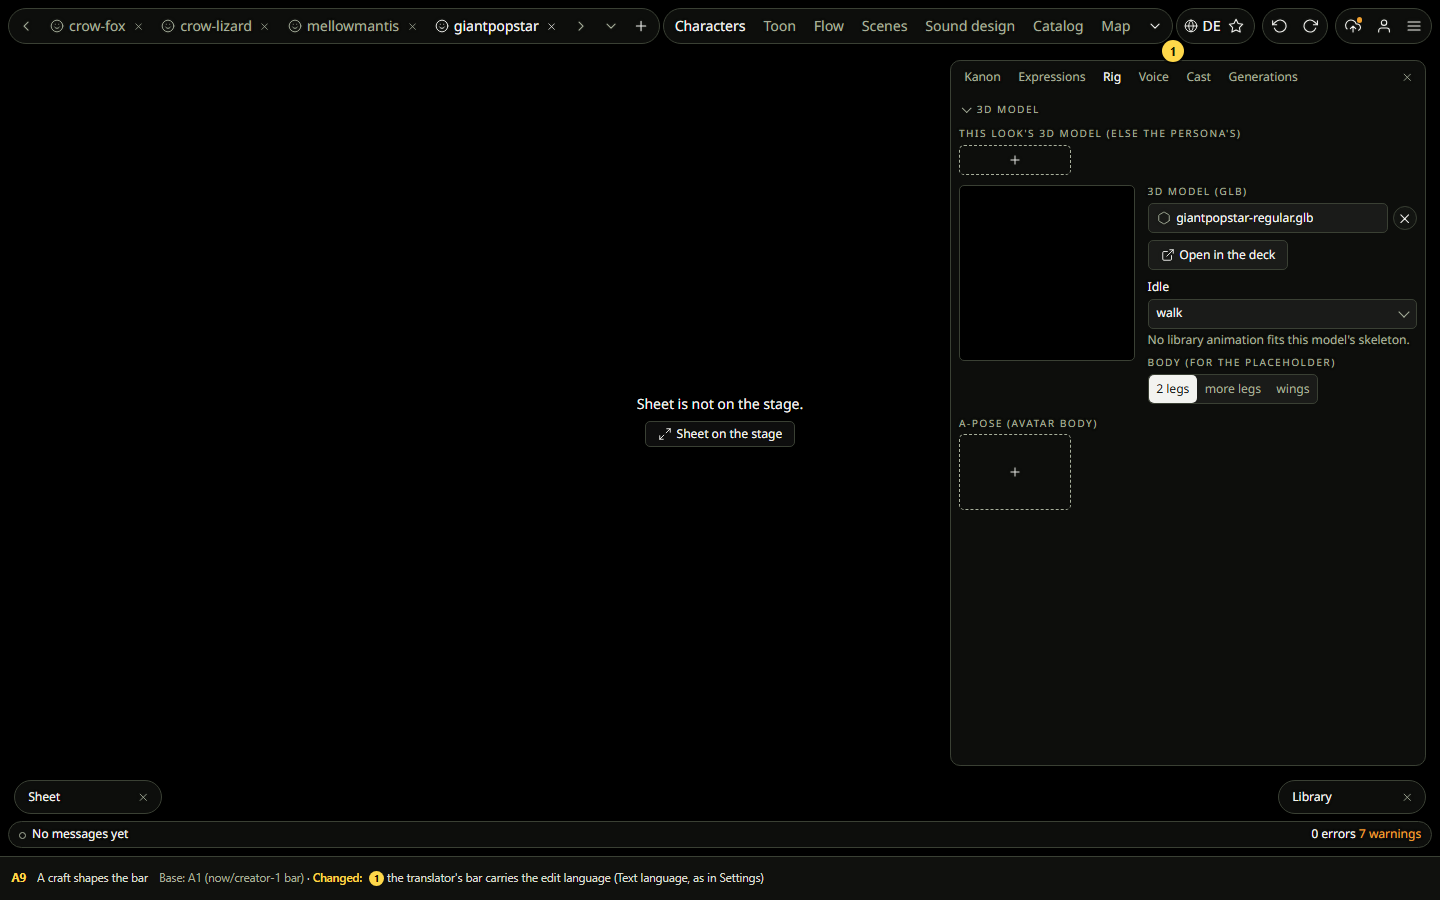 crow-fox crow-lizard mellowmantis giantpopstar Characters Toon Flow Scenes Sound design Catalog Map DE
1
Kanon Expressions Rig Voice Cast Generations
3D MODEL
THIS LOOK'S 3D MODEL (ELSE THE PERSONA'S)
3D MODEL (GLB)
giantpopstar-regular.glb
Open in the deck
Idle
walk
No library animation fits this model's skeleton.
BODY (FOR THE PLACEHOLDER)
2 legs more legs wings
A-POSE (AVATAR BODY)
Sheet is not on the stage.
Sheet on the stage
Sheet
Library
No messages yet
0 errors 7 warnings
A9 A craft shapes the bar Base: A1 (now/creator-1 bar) · Changed: 1 the translator's bar carries the edit language (Text language, as in Settings)